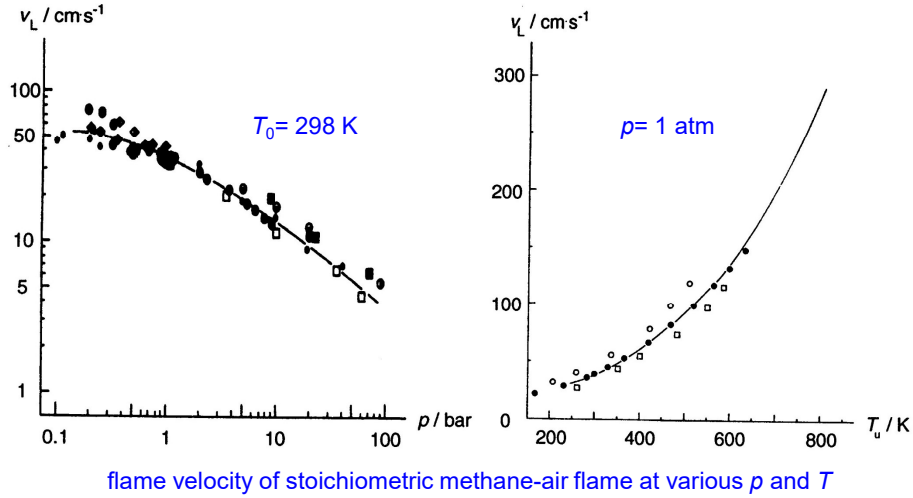 v_L / cm·s⁻¹
100
50
10
5
1
0.1
1
10
100
p / bar
T₀= 298 K
v_L / cm·s⁻¹
300
200
100
0
200
400
600
800
T_u / K
p= 1 atm
flame velocity of stoichiometric methane-air flame at various p and T